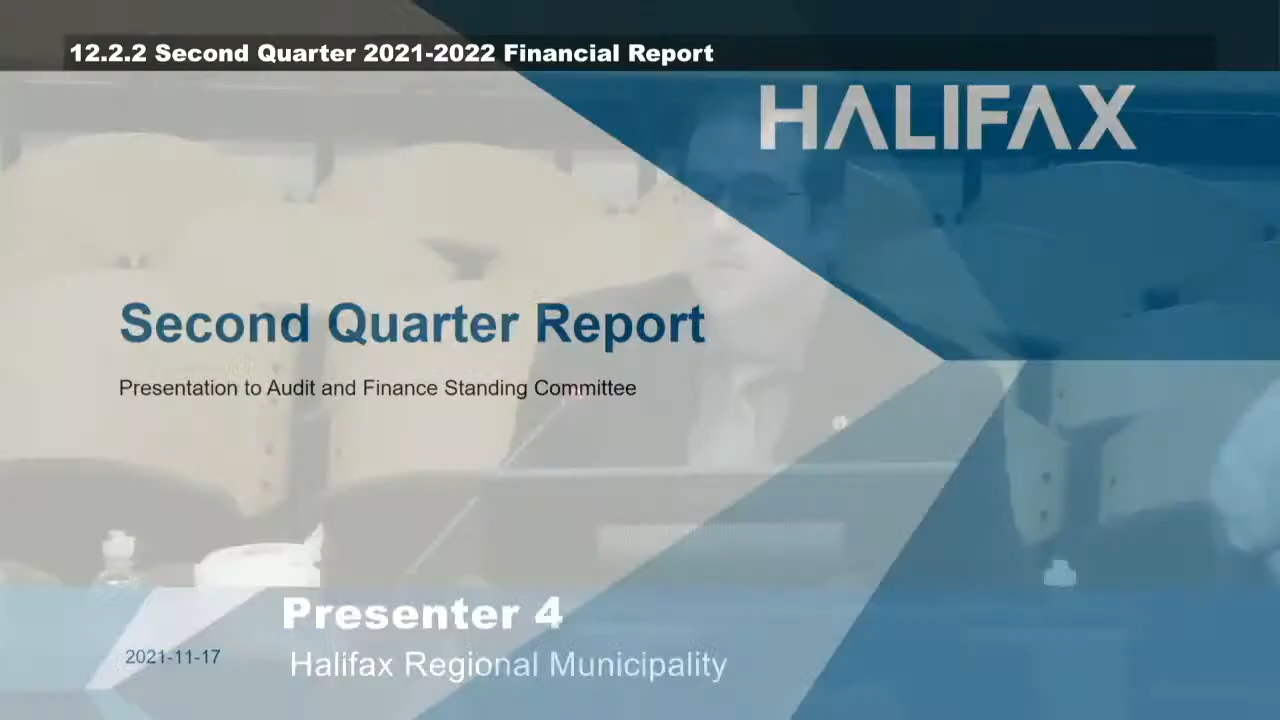 12.2.2 Second Quarter 2021-2022 Financial Report
HALIFAX
Second Quarter Report
Presentation to Audit and Finance Standing Committee
Presenter 4
2021-11-17
Halifax Regional Municipality